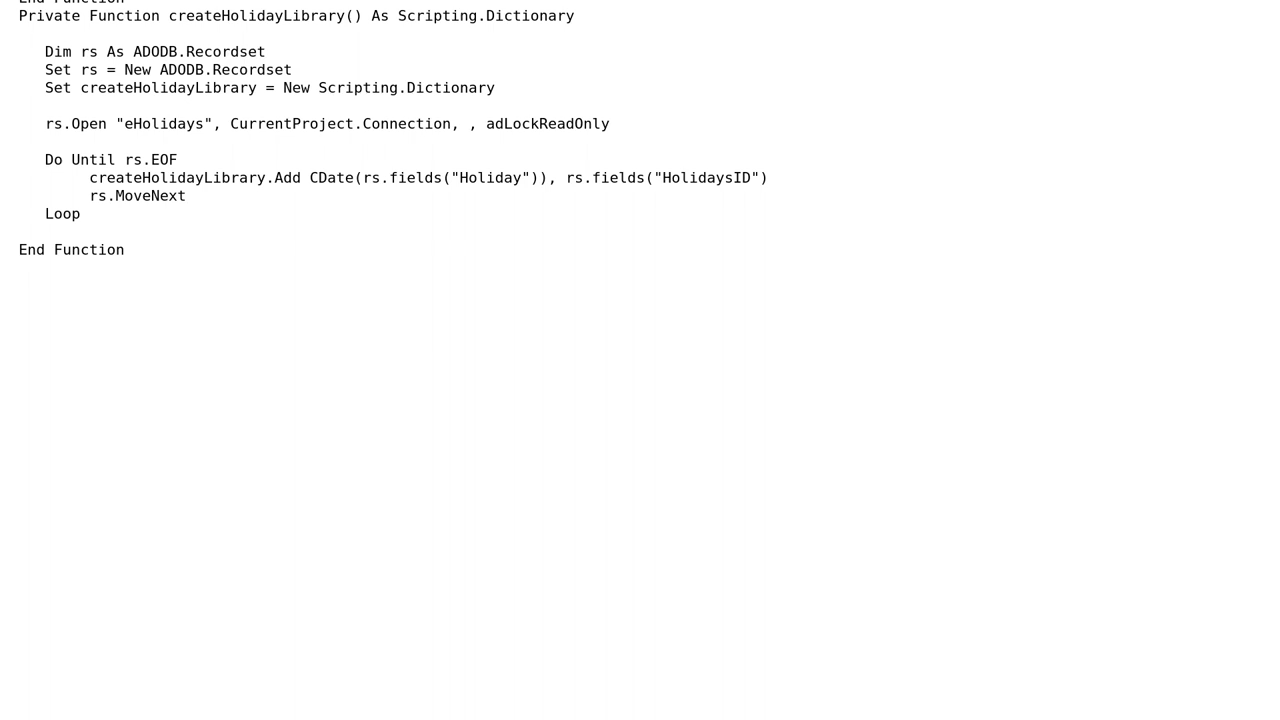 End Function
Private Function createHolidayLibrary() As Scripting.Dictionary
Dim rs As ADODB.Recordset
Set rs = New ADODB.Recordset
Set createHolidayLibrary = New Scripting.Dictionary
rs.Open "eHolidays", CurrentProject.Connection, , adLockReadOnly
Do Until rs.EOF
createHolidayLibrary.Add CDate(rs.fields("Holiday")), rs.fields("HolidaysID")
rs.MoveNext
Loop
End Function